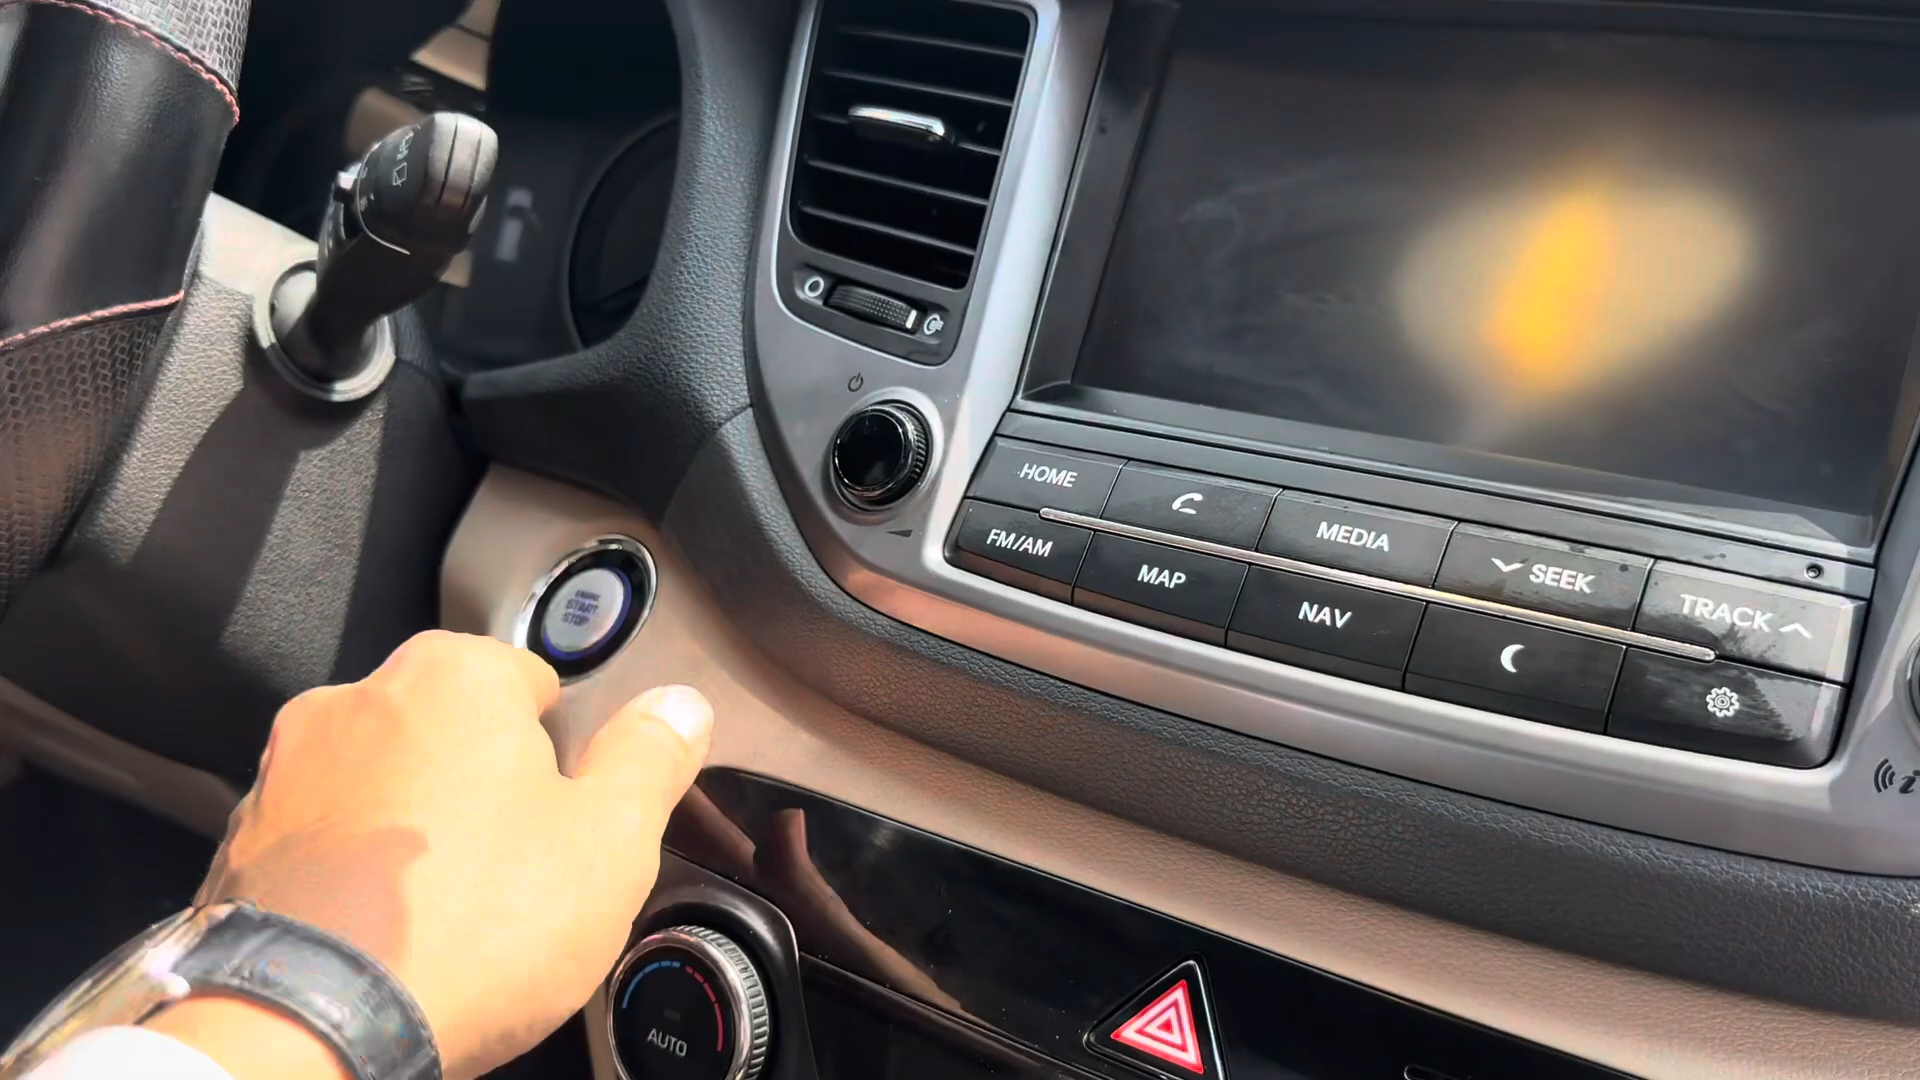 HOME
MEDIA
SEEK
TRACK
FM/AM
MAP
NAV
ENGINE
START
STOP
AUTO
i